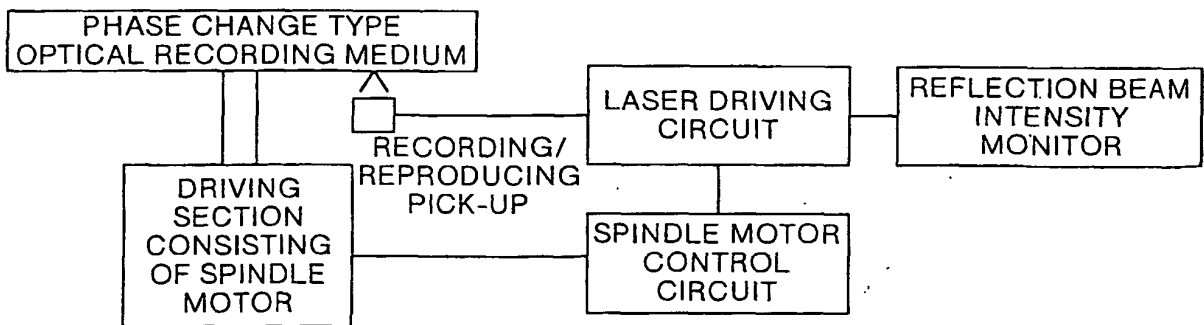 PHASE CHANGE TYPE
OPTICAL RECORDING MEDIUM
LASER DRIVING
CIRCUIT
REFLECTION BEAM
INTENSITY
MONITOR
RECORDING/
REPRODUCING
PICK-UP
DRIVING
SECTION
CONSISTING
OF SPINDLE
MOTOR
SPINDLE MOTOR
CONTROL
CIRCUIT